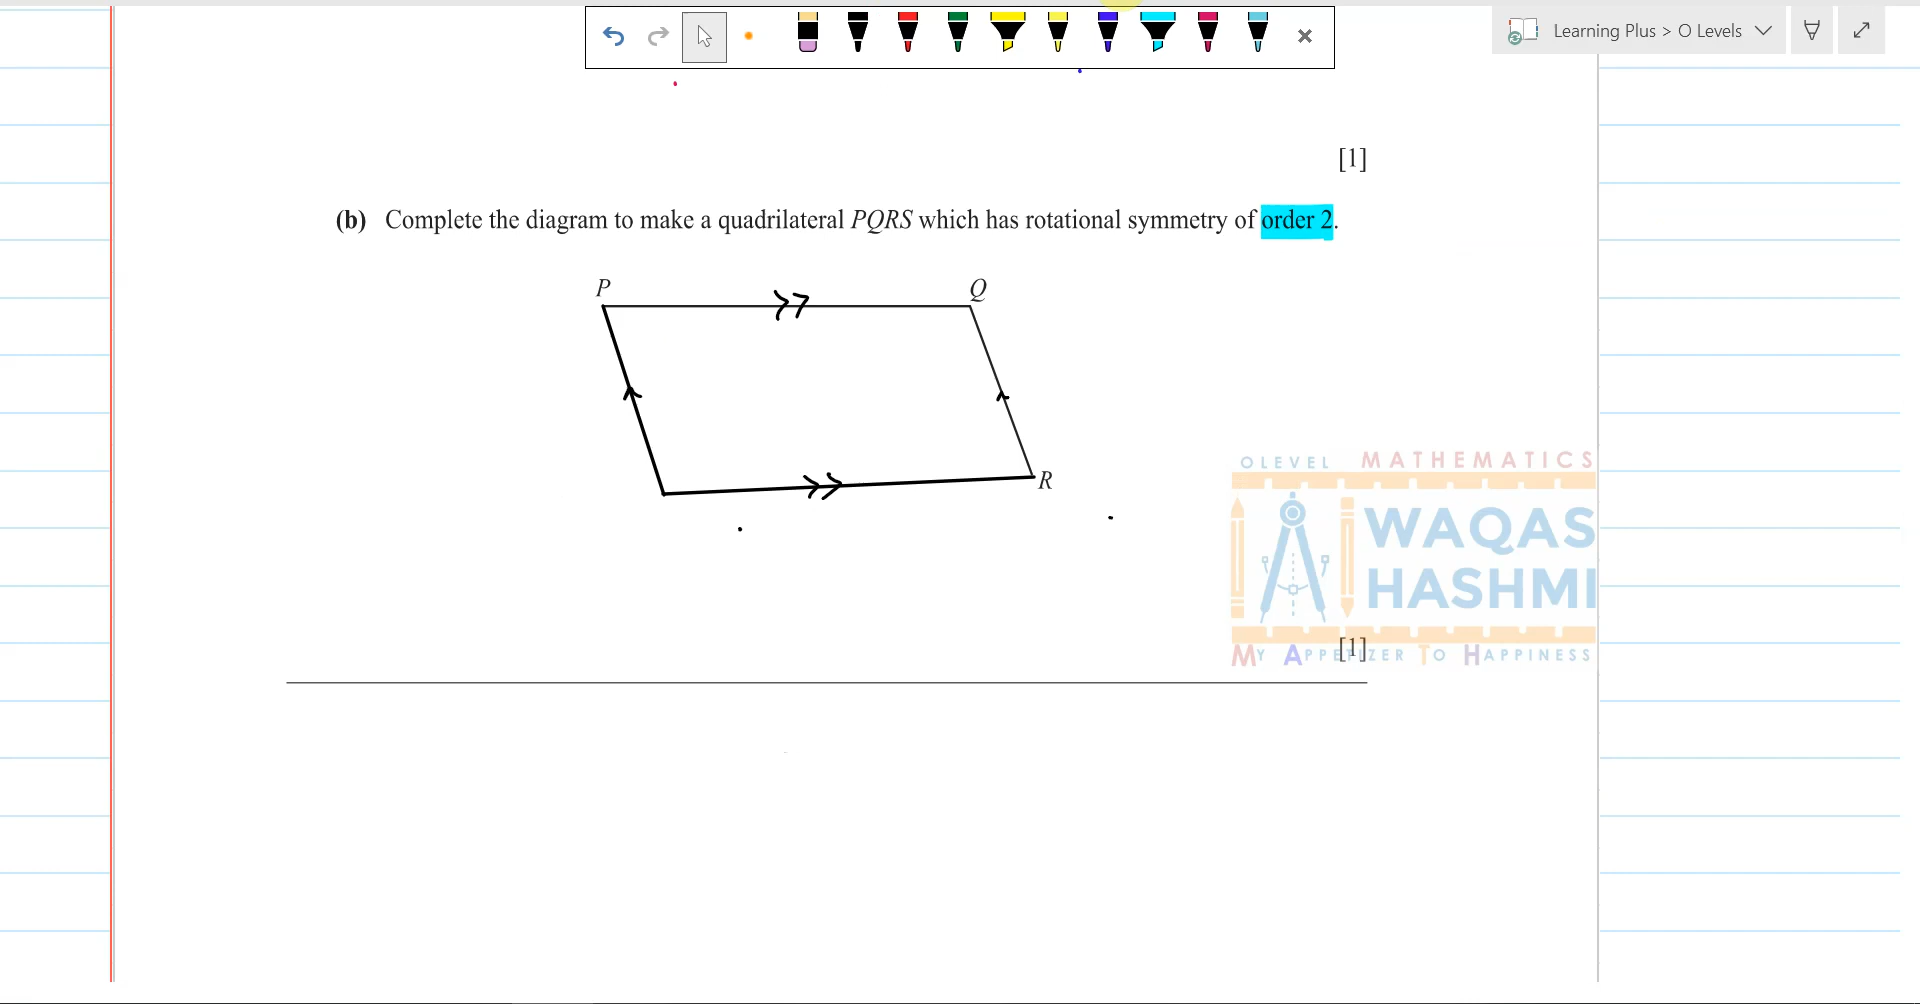 Learning Plus > O Levels
[1]
(b) Complete the diagram to make a quadrilateral PQRS which has rotational symmetry of order 2.
P
Q
R
OLEVEL MATHEMATICS
WAQAS
HASHMI
[1]
MY APPETIZER TO HAPPINESS